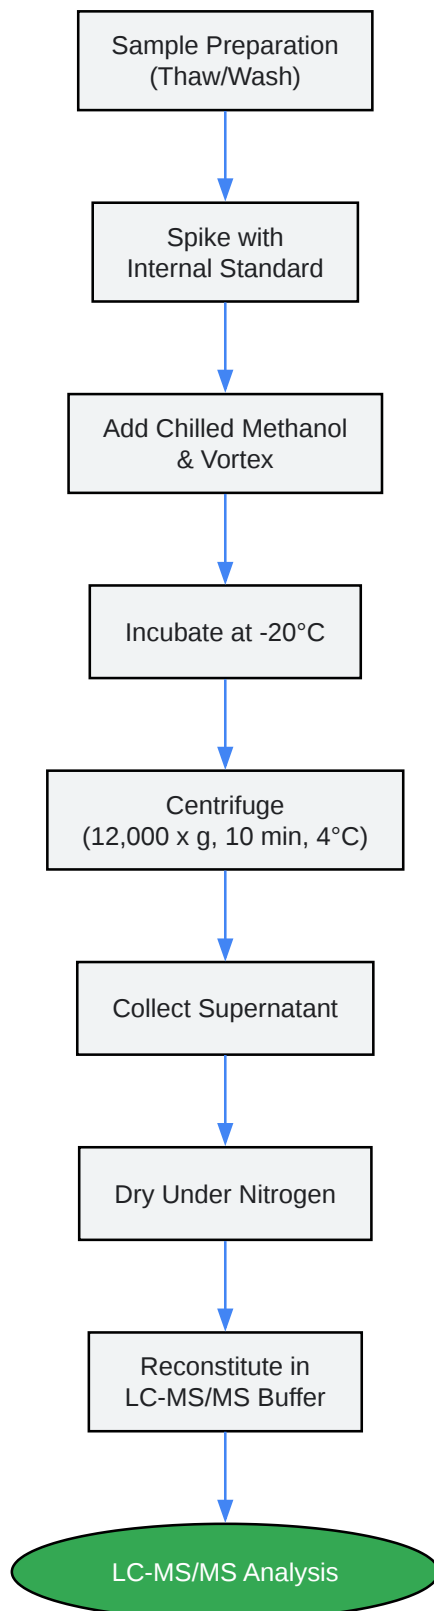 Sample Preparation
(Thaw/Wash)
Spike with
Internal Standard
Add Chilled Methanol
& Vortex
Incubate at -20°C
Centrifuge
(12,000 x g, 10 min, 4°C)
Collect Supernatant
Dry Under Nitrogen
Reconstitute in
LC-MS/MS Buffer
LC-MS/MS Analysis